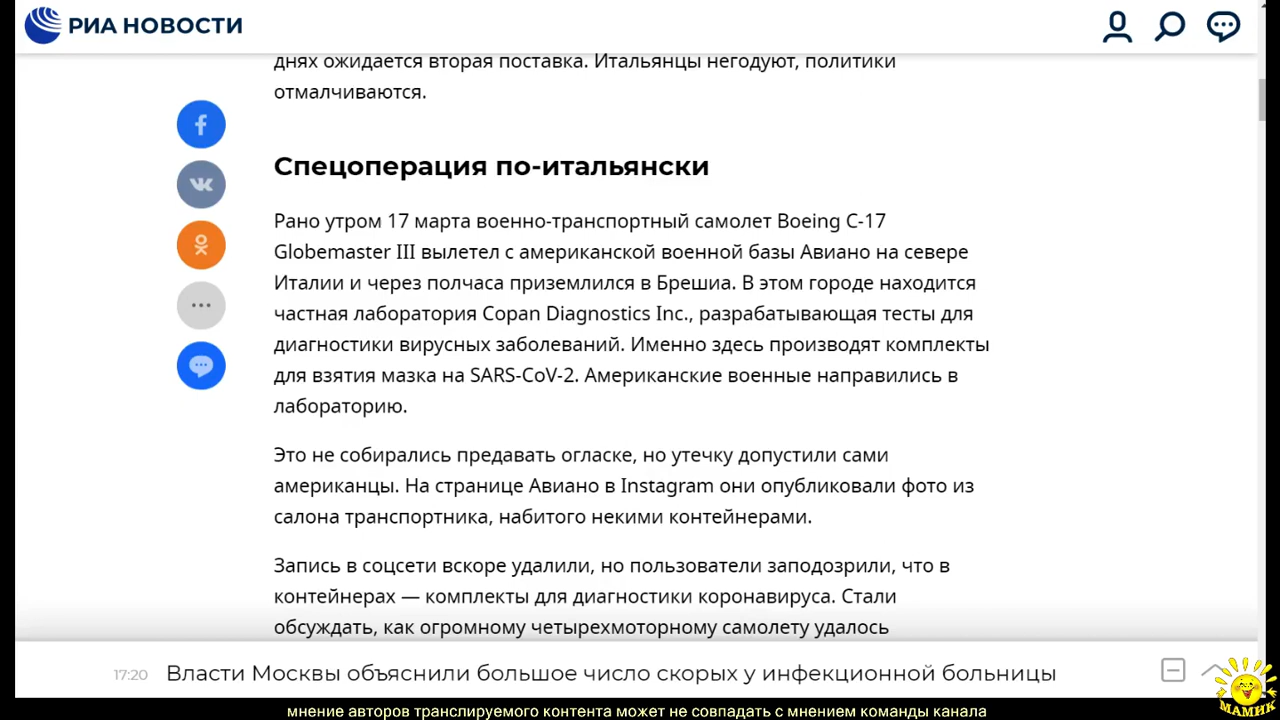 РИА НОВОСТИ
днях ожидается вторая поставка. Итальянцы негодуют, политики
отмалчиваются.
Спецоперация по-итальянски
Рано утром 17 марта военно-транспортный самолет Boeing C-17
Globemaster III вылетел с американской военной базы Авиано на севере
Италии и через полчаса приземлился в Брешиа. В этом городе находится
частная лаборатория Copan Diagnostics Inc., разрабатывающая тесты для
диагностики вирусных заболеваний. Именно здесь производят комплекты
для взятия мазка на SARS-CoV-2. Американские военные направились в
лабораторию.
Это не собирались предавать огласке, но утечку допустили сами
американцы. На странице Авиано в Instagram они опубликовали фото из
салона транспортника, набитого некими контейнерами.
Запись в соцсети вскоре удалили, но пользователи заподозрили, что в
контейнерах — комплекты для диагностики коронавируса. Стали
обсуждать, как огромному четырехмоторному самолету удалось
17:20 Власти Москвы объяснили большое число скорых у инфекционной больницы
МАМИК
мнение авторов транслируемого контента может не совпадать с мнением команды канала